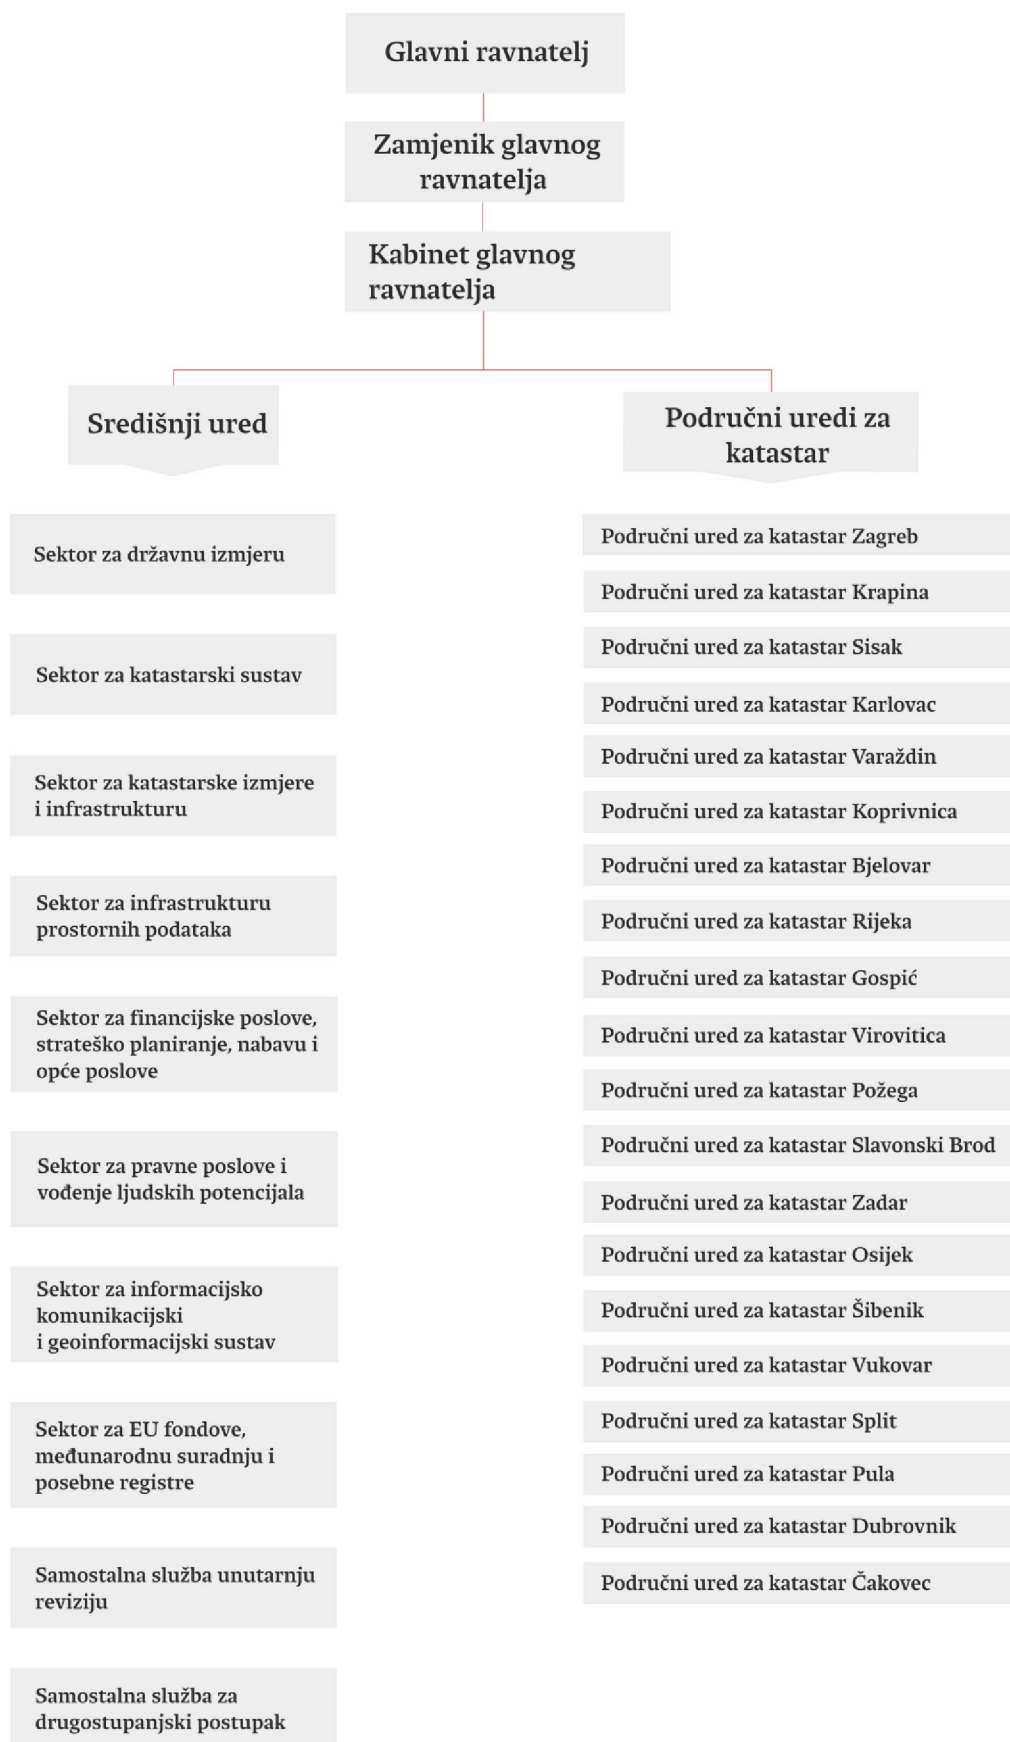 Glavni ravnatelj
Zamjenik glavnog
ravnatelja
Kabinet glavnog
ravnatelja
Središnji ured
Sektor za državnu izmjeru
Sektor za katastarski sustav
Sektor za katastarske izmjere
i infrastrukturu
Sektor za infrastrukturu
prostornih podataka
Sektor za financijske poslove,
strateško planiranje, nabavu i
opće poslove
Sektor za pravne poslove i
vođenje ljudskih potencijala
Sektor za informacijsko
komunikacijski
i geoinformacijski sustav
Sektor za EU fondove,
međunarodnu suradnju i
posebne registre
Samostalna služba unutarnju
reviziju
Samostalna služba za
drugostupanjski postupak
Područni uredi za
katastar
Područni ured za katastar Zagreb
Područni ured za katastar Krapina
Područni ured za katastar Sisak
Područni ured za katastar Karlovac
Područni ured za katastar Varaždin
Područni ured za katastar Koprivnica
Područni ured za katastar Bjelovar
Područni ured za katastar Rijeka
Područni ured za katastar Gospić
Područni ured za katastar Virovitica
Područni ured za katastar Požega
Područni ured za katastar Slavonski Brod
Područni ured za katastar Zadar
Područni ured za katastar Osijek
Područni ured za katastar Šibenik
Područni ured za katastar Vukovar
Područni ured za katastar Split
Područni ured za katastar Pula
Područni ured za katastar Dubrovnik
Područni ured za katastar Čakovec